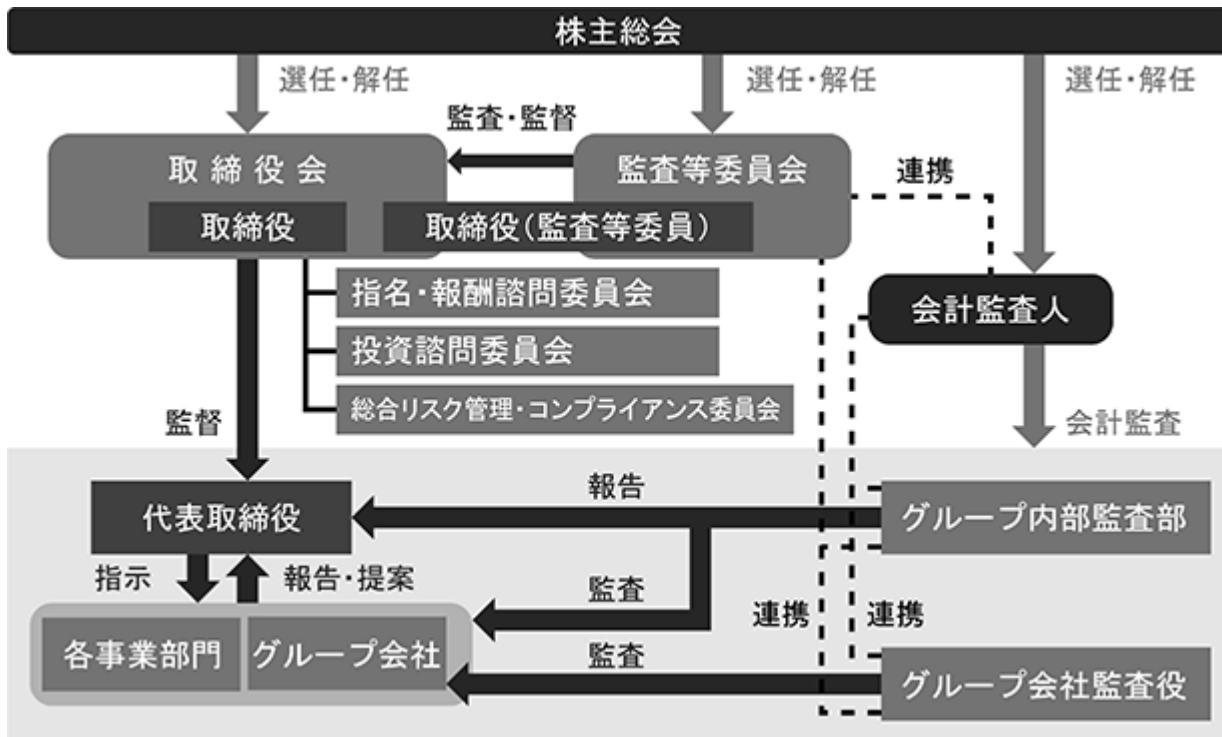 株主総会
選任・解任
選任・解任
選任・解任
監査・監督
取締役会
監査等委員会
連携
取締役
取締役(監査等委員)
指名・報酬諮問委員会
会計監査人
投資諮問委員会
総合リスク管理・コンプライアンス委員会
監督
会計監査
報告
代表取締役
グループ内部監査部
指示
報告・提案
監査
連携
連携
各事業部門
グループ会社
監査
グループ会社監査役